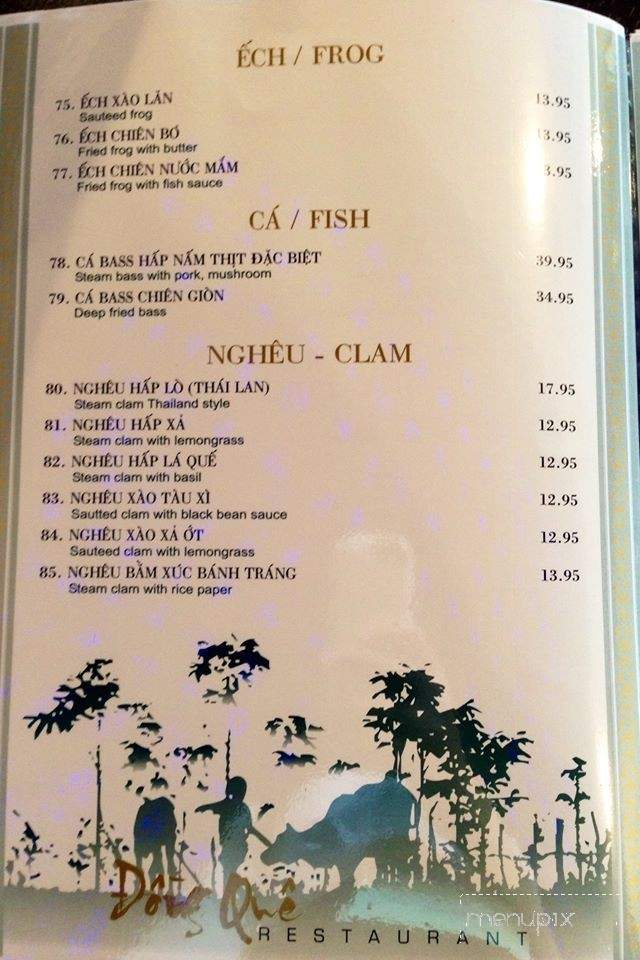 ẾCH / FROG
75. ẾCH XÀO LĂN 13.95
Sauteed frog
76. ẾCH CHIÊN BƠ 13.95
Fried frog with butter
77. ẾCH CHIÊN NƯỚC MẮM 3.95
Fried frog with fish sauce
CÁ / FISH
78. CÁ BASS HẤP NẤM THỊT ĐẶC BIỆT 39.95
Steam bass with pork, mushroom
79. CÁ BASS CHIÊN GIÒN 34.95
Deep fried bass
NGHÊU - CLAM
80. NGHÊU HẤP LÒ (THÁI LAN) 17.95
Steam clam Thailand style
81. NGHÊU HẤP XẢ 12.95
Steam clam with lemongrass
82. NGHÊU HẤP LÁ QUẾ 12.95
Steam clam with basil
83. NGHÊU XÀO TÀU XÌ 12.95
Sautted clam with black bean sauce
84. NGHÊU XÀO XẢ ỚT 12.95
Sauteed clam with lemongrass
85. NGHÊU BẰM XÚC BÁNH TRÁNG 13.95
Steam clam with rice paper
Đồng Quê
RESTAURANT
menupix